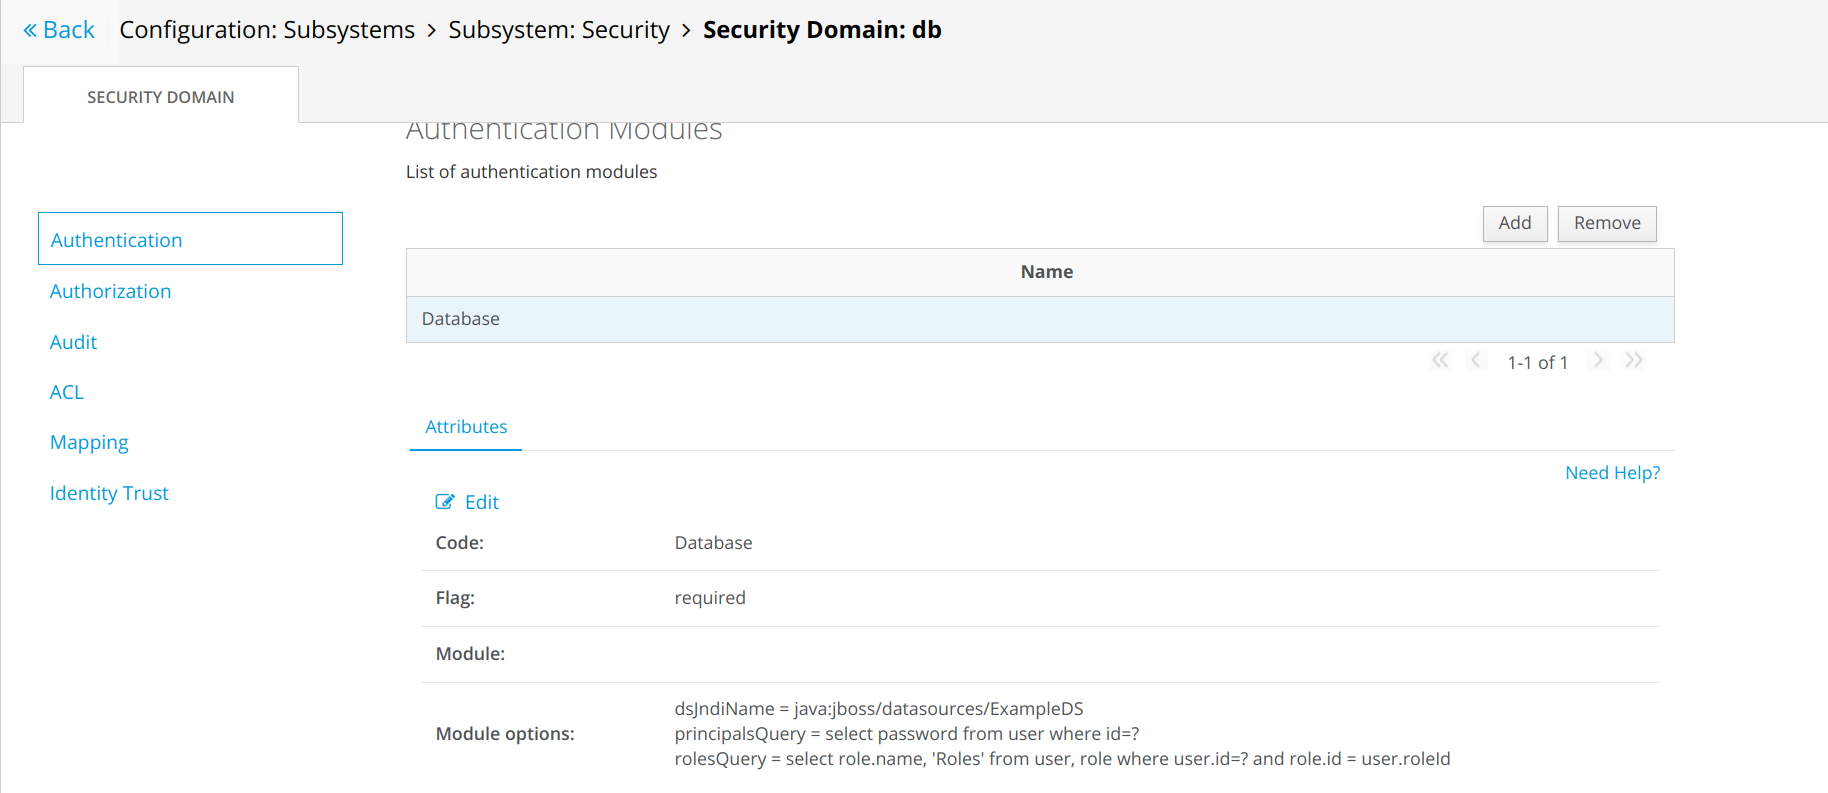 « Back Configuration: Subsystems › Subsystem: Security › Security Domain: db
SECURITY DOMAIN
Authentication Modules
List of authentication modules
Authentication
Authorization
Audit
ACL
Mapping
Identity Trust
Add Remove
Name
Database
1-1 of 1
Attributes
Need Help?
Edit
Code: Database
Flag: required
Module:
Module options:
dsJndiName = java:jboss/datasources/ExampleDS
principalsQuery = select password from user where id=?
rolesQuery = select role.name, 'Roles' from user, role where user.id=? and role.id = user.roleId